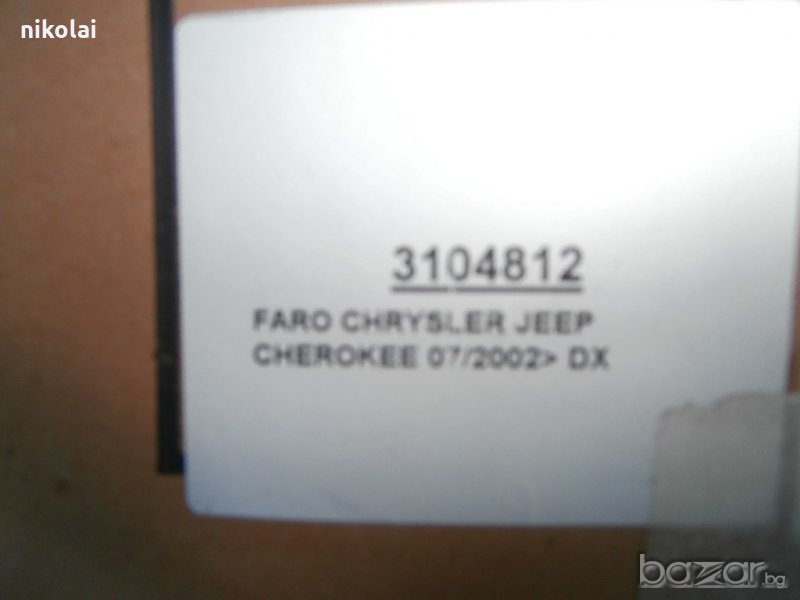 nikolai
3104812
FARO CHRYSLER JEEP
CHEROKEE 07/2002> DX
bazar.bg